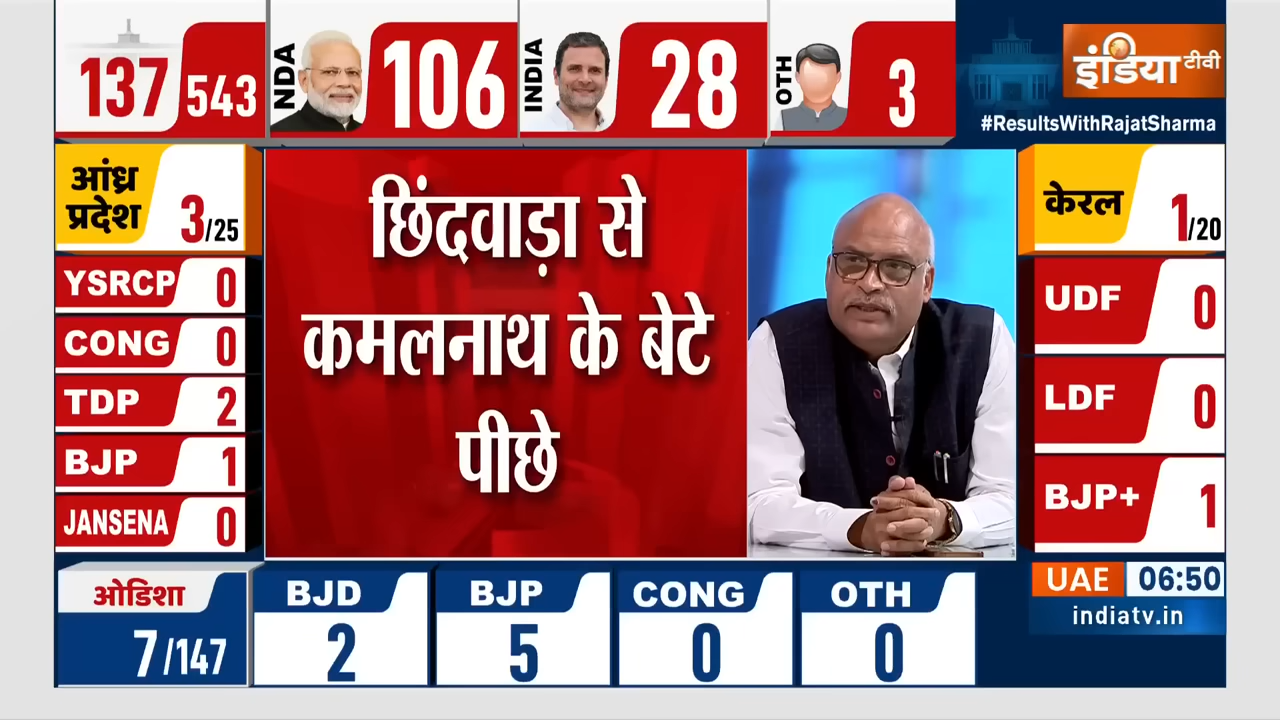 137/543
NDA 106
INDIA 28
OTH 3
इंडिया टीवी
#ResultsWithRajatSharma
आंध्र
प्रदेश 3/25
YSRCP 0
CONG 0
TDP 2
BJP 1
JANSENA 0
छिंदवाड़ा से
कमलनाथ के बेटे
पीछे
केरल 1/20
UDF 0
LDF 0
BJP+ 1
UAE 06:50
indiatv.in
ओडिशा
7/147
BJD
2
BJP
5
CONG
0
OTH
0